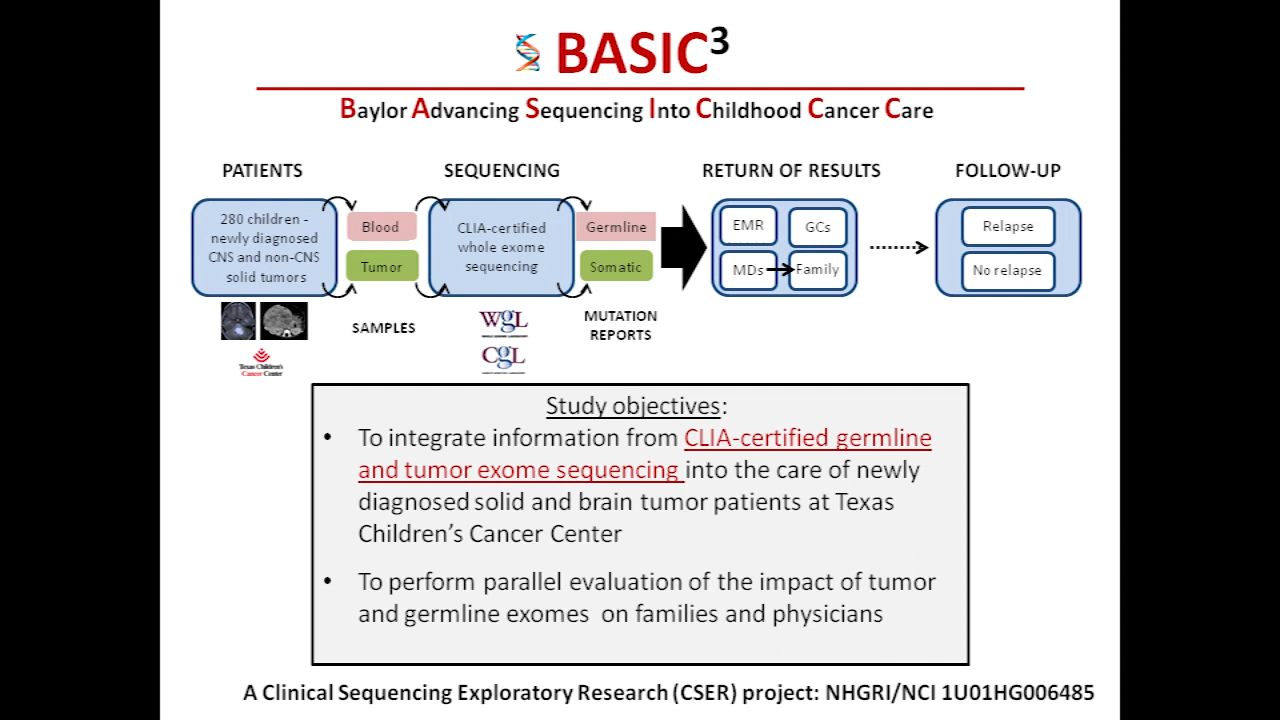 BASIC³
Baylor Advancing Sequencing Into Childhood Cancer Care
PATIENTS
SEQUENCING
RETURN OF RESULTS
FOLLOW-UP
280 children -
newly diagnosed
CNS and non-CNS
solid tumors
Blood
Tumor
CLIA-certified
whole exome
sequencing
Germline
Somatic
EMR
GCs
MDs
Family
Relapse
No relapse
SAMPLES
WGL
CGL
MUTATION
REPORTS
Texas Children's
Cancer Center
Study objectives:
• To integrate information from CLIA-certified germline
and tumor exome sequencing into the care of newly
diagnosed solid and brain tumor patients at Texas
Children’s Cancer Center
• To perform parallel evaluation of the impact of tumor
and germline exomes on families and physicians
A Clinical Sequencing Exploratory Research (CSER) project: NHGRI/NCI 1U01HG006485